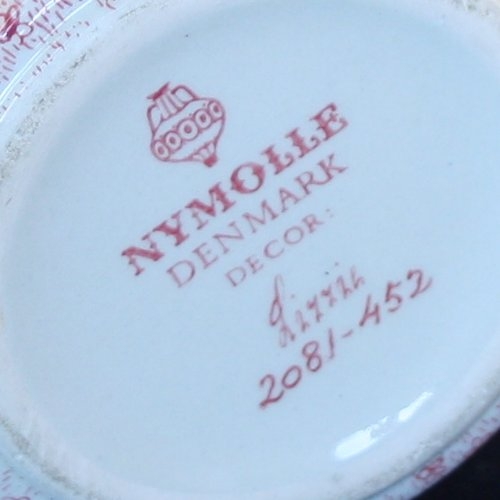 NYMOLLE
DENMARK
DECOR:
2081-452